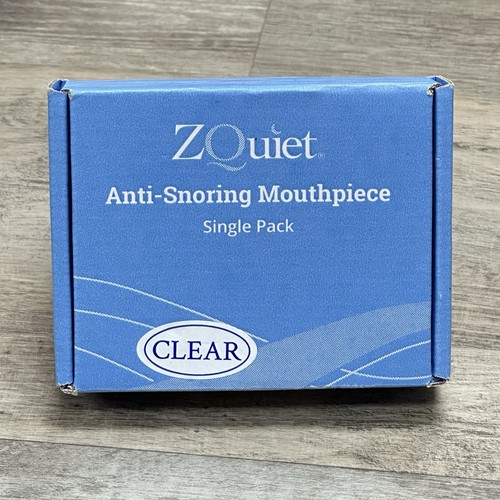 ZQuiet®
Anti-Snoring Mouthpiece
Single Pack
CLEAR